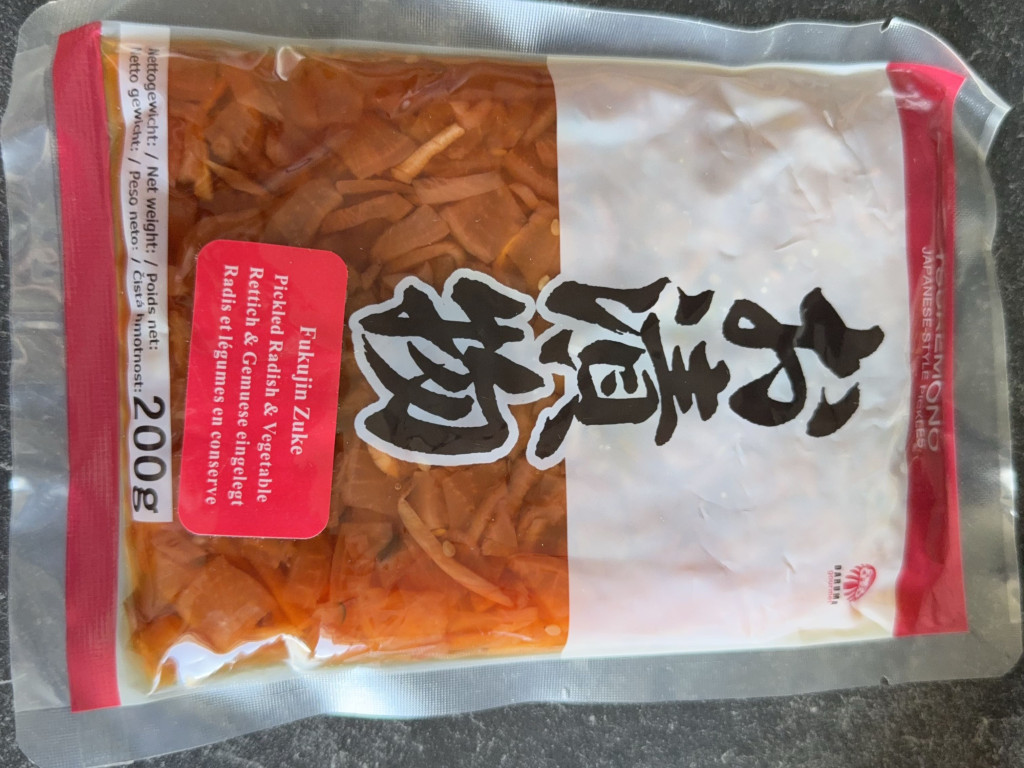 TSUKEMONO
JAPANESE STYLE PICKLES
お漬物
Fukujin Zuke
Pickled Radish & Vegetable
Rettich & Gemuese eingelegt
Radis et légumes en conserve
Nettogewicht: / Net weight: / Poids net:
Netto gewicht: / Peso neto: / čistá hmotnost: 200g